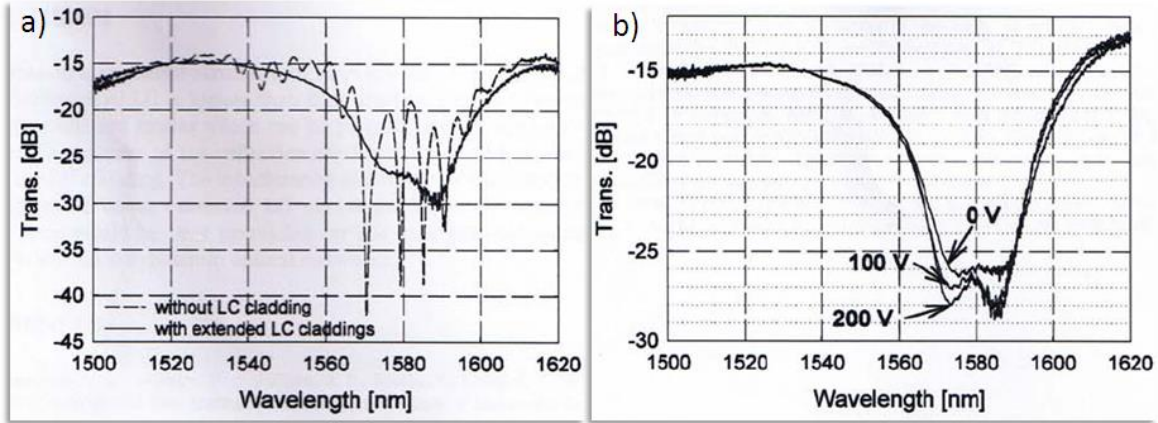 a)
Trans. [dB]
-10
-15
-20
-25
-30
-35
-40
-45
without LC cladding
with extended LC claddings
1500 1520 1540 1560 1580 1600 1620
Wavelength [nm]
b)
Trans. [dB]
-15
-20
-25
-30
0 V
100 V
200 V
1500 1520 1540 1560 1580 1600 1620
Wavelength [nm]